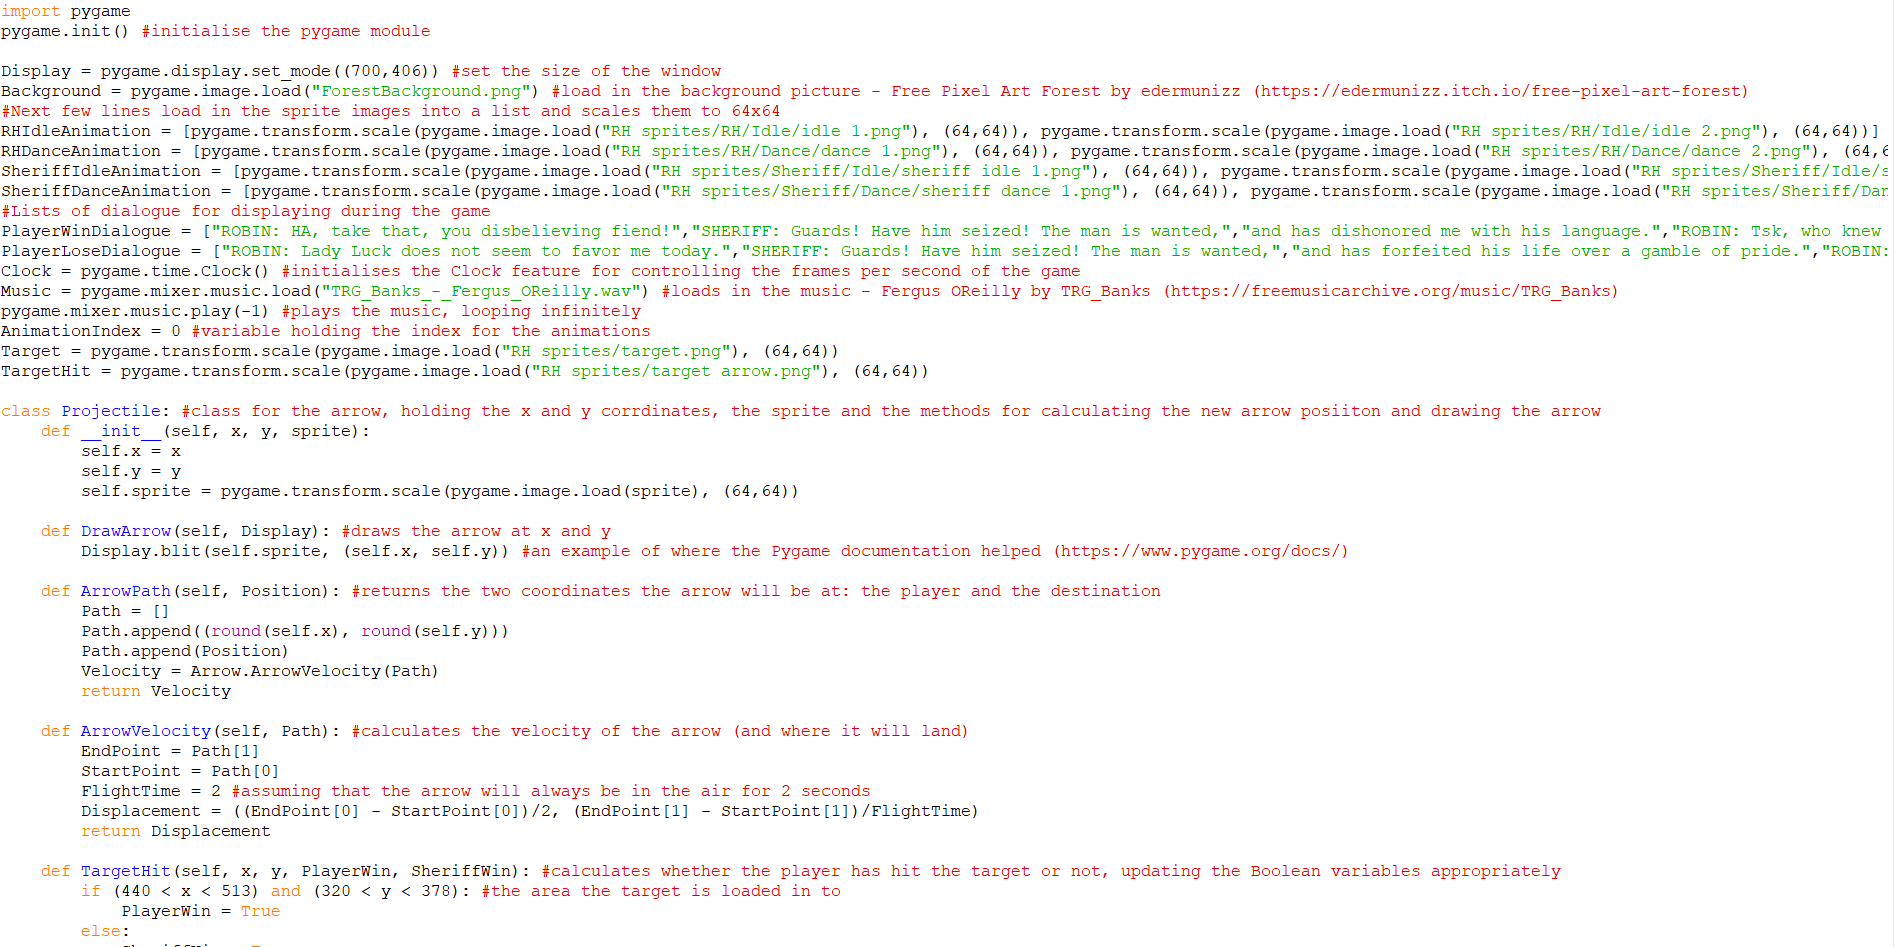 import pygame
pygame.init() #initialise the pygame module
Display = pygame.display.set_mode((700,406)) #set the size of the window
Background = pygame.image.load("ForestBackground.png") #load in the background picture - Free Pixel Art Forest by edermunizz (https://edermunizz.itch.io/free-pixel-art-forest)
#Next few lines load in the sprite images into a list and scales them to 64x64
RHIdleAnimation = [pygame.transform.scale(pygame.image.load("RH sprites/RH/Idle/idle 1.png"), (64,64)), pygame.transform.scale(pygame.image.load("RH sprites/RH/Idle/idle 2.png"), (64,64))]
RHDanceAnimation = [pygame.transform.scale(pygame.image.load("RH sprites/RH/Dance/dance 1.png"), (64,64)), pygame.transform.scale(pygame.image.load("RH sprites/RH/Dance/dance 2.png"), (64,6
SheriffIdleAnimation = [pygame.transform.scale(pygame.image.load("RH sprites/Sheriff/Idle/sheriff idle 1.png"), (64,64)), pygame.transform.scale(pygame.image.load("RH sprites/Sheriff/Idle/s
SheriffDanceAnimation = [pygame.transform.scale(pygame.image.load("RH sprites/Sheriff/Dance/sheriff dance 1.png"), (64,64)), pygame.transform.scale(pygame.image.load("RH sprites/Sheriff/Dan
#Lists of dialogue for displaying during the game
PlayerWinDialogue = ["ROBIN: HA, take that, you disbelieving fiend!","SHERIFF: Guards! Have him seized! The man is wanted,","and has dishonored me with his language.","ROBIN: Tsk, who knew
PlayerLoseDialogue = ["ROBIN: Lady Luck does not seem to favor me today.","SHERIFF: Guards! Have him seized! The man is wanted,","and has forfeited his life over a gamble of pride.","ROBIN:
Clock = pygame.time.Clock() #initialises the Clock feature for controlling the frames per second of the game
Music = pygame.mixer.music.load("TRG_Banks_-_Fergus_OReilly.wav") #loads in the music - Fergus OReilly by TRG_Banks (https://freemusicarchive.org/music/TRG_Banks)
pygame.mixer.music.play(-1) #plays the music, looping infinitely
AnimationIndex = 0 #variable holding the index for the animations
Target = pygame.transform.scale(pygame.image.load("RH sprites/target.png"), (64,64))
TargetHit = pygame.transform.scale(pygame.image.load("RH sprites/target arrow.png"), (64,64))
class Projectile: #class for the arrow, holding the x and y corrdinates, the sprite and the methods for calculating the new arrow posiiton and drawing the arrow
def __init__(self, x, y, sprite):
self.x = x
self.y = y
self.sprite = pygame.transform.scale(pygame.image.load(sprite), (64,64))
def DrawArrow(self, Display): #draws the arrow at x and y
Display.blit(self.sprite, (self.x, self.y)) #an example of where the Pygame documentation helped (https://www.pygame.org/docs/)
def ArrowPath(self, Position): #returns the two coordinates the arrow will be at: the player and the destination
Path = []
Path.append((round(self.x), round(self.y)))
Path.append(Position)
Velocity = Arrow.ArrowVelocity(Path)
return Velocity
def ArrowVelocity(self, Path): #calculates the velocity of the arrow (and where it will land)
EndPoint = Path[1]
StartPoint = Path[0]
FlightTime = 2 #assuming that the arrow will always be in the air for 2 seconds
Displacement = ((EndPoint[0] - StartPoint[0])/2, (EndPoint[1] - StartPoint[1])/FlightTime)
return Displacement
def TargetHit(self, x, y, PlayerWin, SheriffWin): #calculates whether the player has hit the target or not, updating the Boolean variables appropriately
if (440 < x < 513) and (320 < y < 378): #the area the target is loaded in to
PlayerWin = True
else: